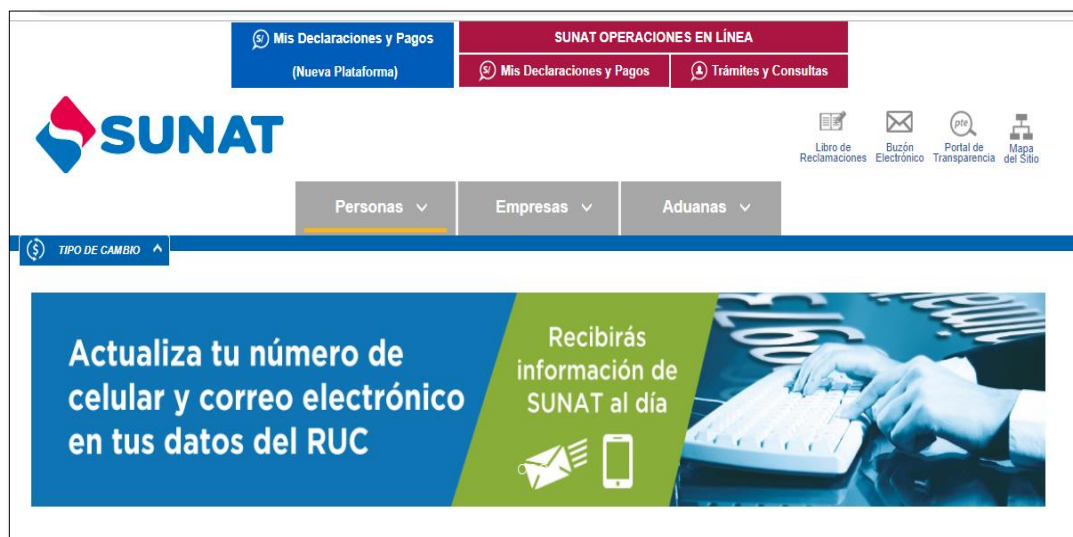 Mis Declaraciones y Pagos
(Nueva Plataforma)
SUNAT OPERACIONES EN LÍNEA
Mis Declaraciones y Pagos
Trámites y Consultas
SUNAT
Libro de
Reclamaciones
Buzón
Electrónico
pte
Portal de
Transparencia
Mapa
del Sitio
Personas
Empresas
Aduanas
TIPO DE CAMBIO
Actualiza tu número de
celular y correo electrónico
en tus datos del RUC
Recibirás
información de
SUNAT al día